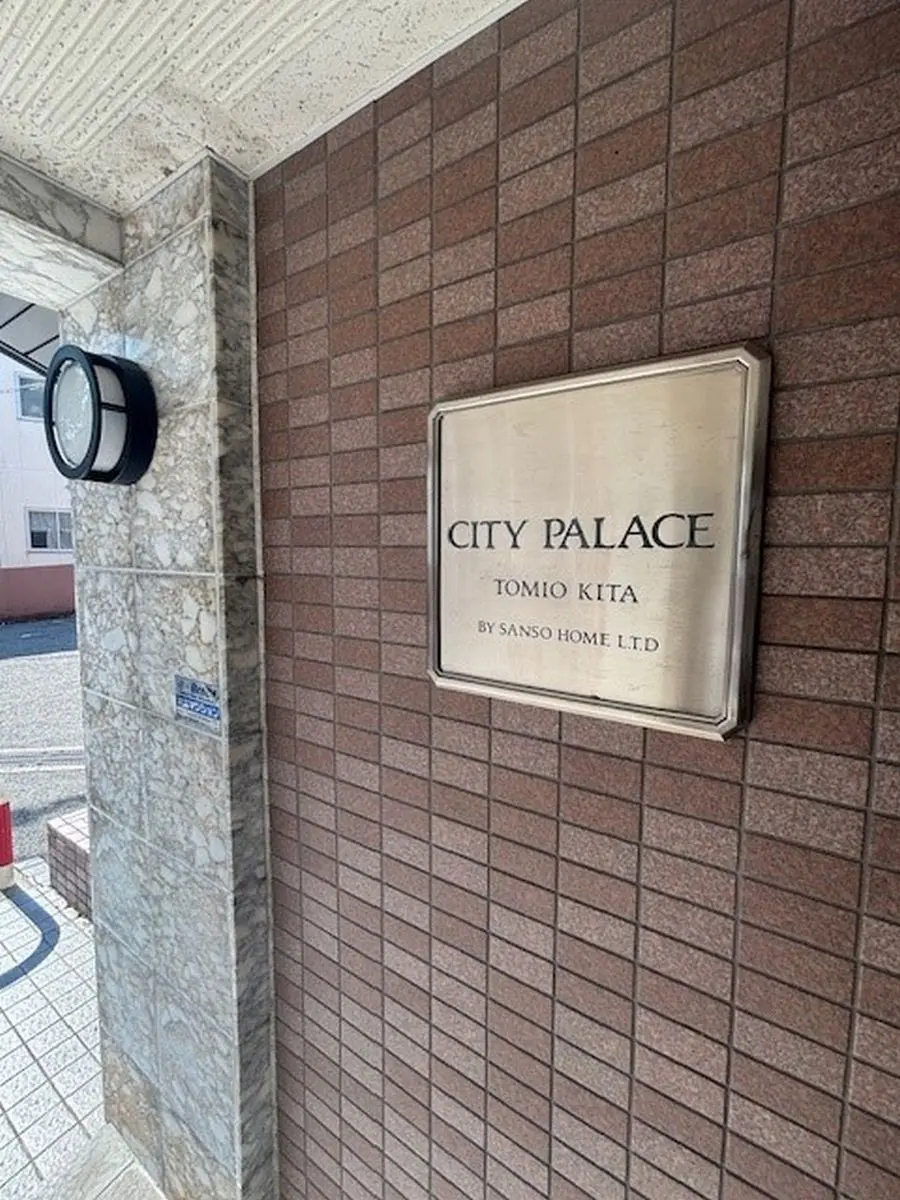 CITY PALACE
TOMIO KITA
BY SANSO HOME L.T.D